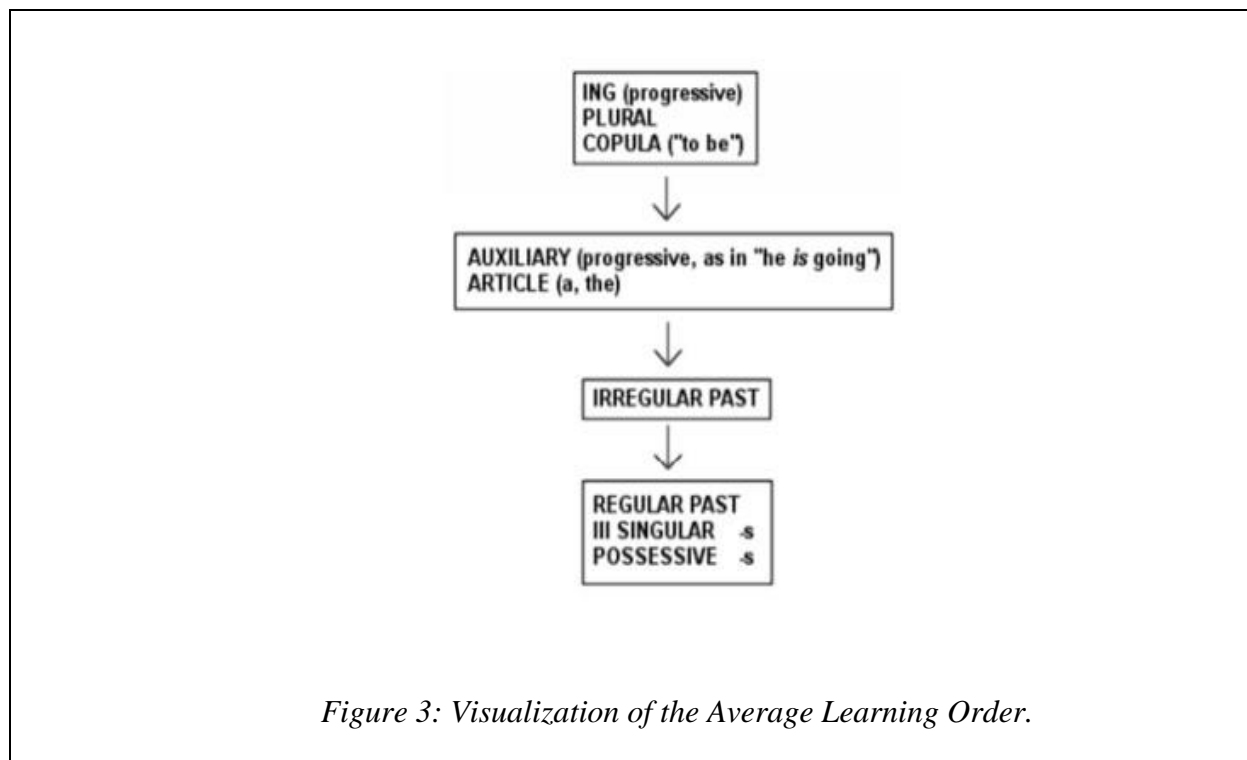 ING (progressive)
PLURAL
COPULA ("to be")
AUXILIARY (progressive, as in "he is going")
ARTICLE (a, the)
IRREGULAR PAST
REGULAR PAST
III SINGULAR -s
POSSESSIVE -s
Figure 3: Visualization of the Average Learning Order.